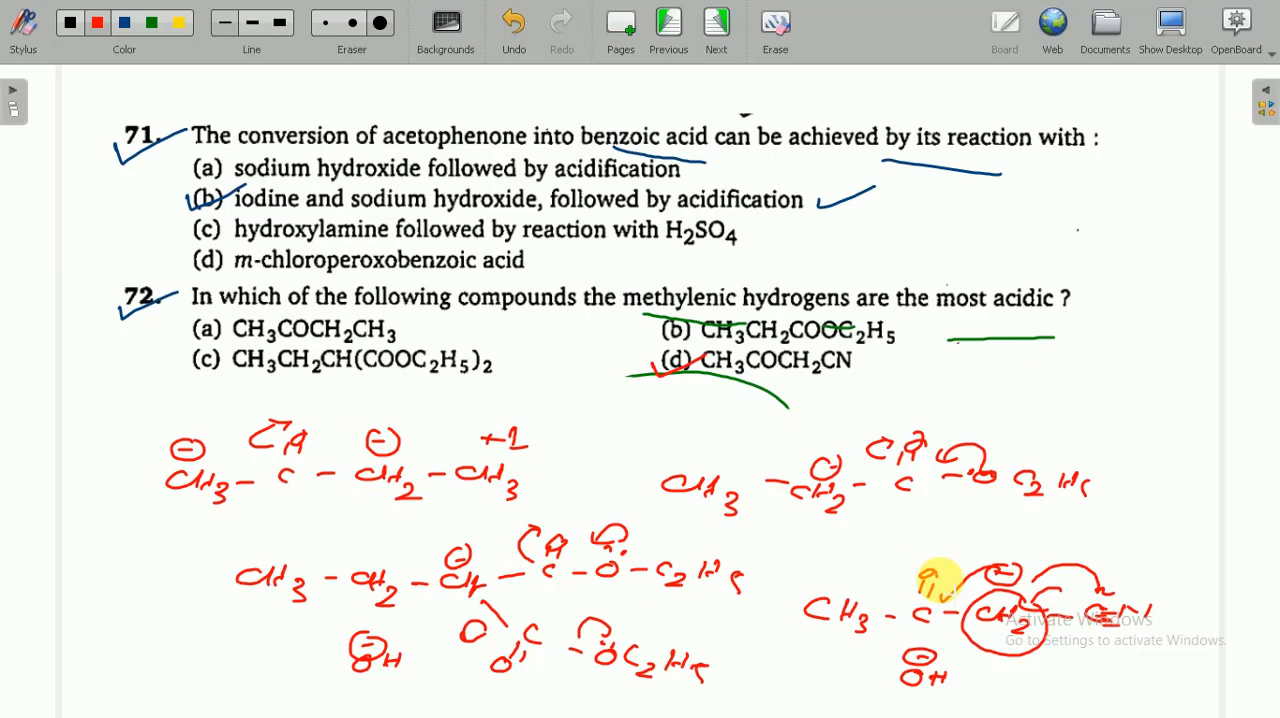 Stylus Color Line Eraser Backgrounds Undo Redo Pages Previous Next Erase Board Web Documents Show Desktop OpenBoard
71. The conversion of acetophenone into benzoic acid can be achieved by its reaction with :
(a) sodium hydroxide followed by acidification
(b) iodine and sodium hydroxide, followed by acidification
(c) hydroxylamine followed by reaction with H₂SO₄
(d) m-chloroperoxobenzoic acid
72. In which of the following compounds the methylenic hydrogens are the most acidic ?
(a) CH₃COCH₂CH₃ (b) CH₃CH₂COOC₂H₅
(c) CH₃CH₂CH(COOC₂H₅)₂ (d) CH₃COCH₂CN
⊖ ⊖ +1
CH₃ - C - CH₂ - CH₃
⊖
CH₃ - CH₂ - C - O C₂H₅
⊖
CH₃ - CH₂ - CH - C - O - C₂H₅
C - OC₂H₅
O
⊖
OH
⊖
CH₃ - C - CH₂ - C≡N
⊖
OH
Activate Windows
Go to Settings to activate Windows.